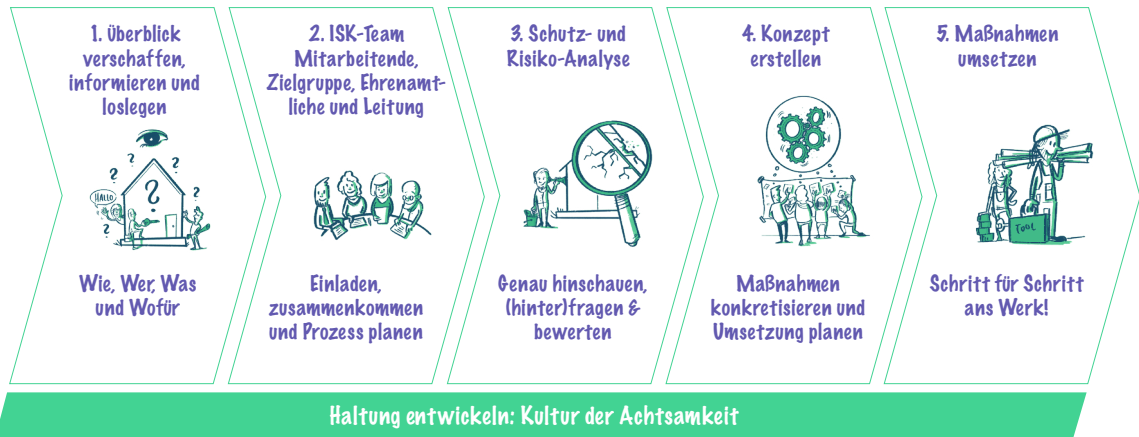 1. Überblick
verschaffen,
informieren und
loslegen
HALLO
?
?
?
?
?
?
?
Wie, Wer, Was
und Wofür
2. ISK-Team
Mitarbeitende,
Zielgruppe, Ehrenamt-
liche und Leitung
Einladen,
zusammenkommen
und Prozess planen
3. Schutz- und
Risiko-Analyse
Genau hinschauen,
(hinter)fragen &
bewerten
4. Konzept
erstellen
Maßnahmen
konkretisieren und
Umsetzung planen
5. Maßnahmen
umsetzen
TOOL
Schritt für Schritt
ans Werk!
Haltung entwickeln: Kultur der Achtsamkeit